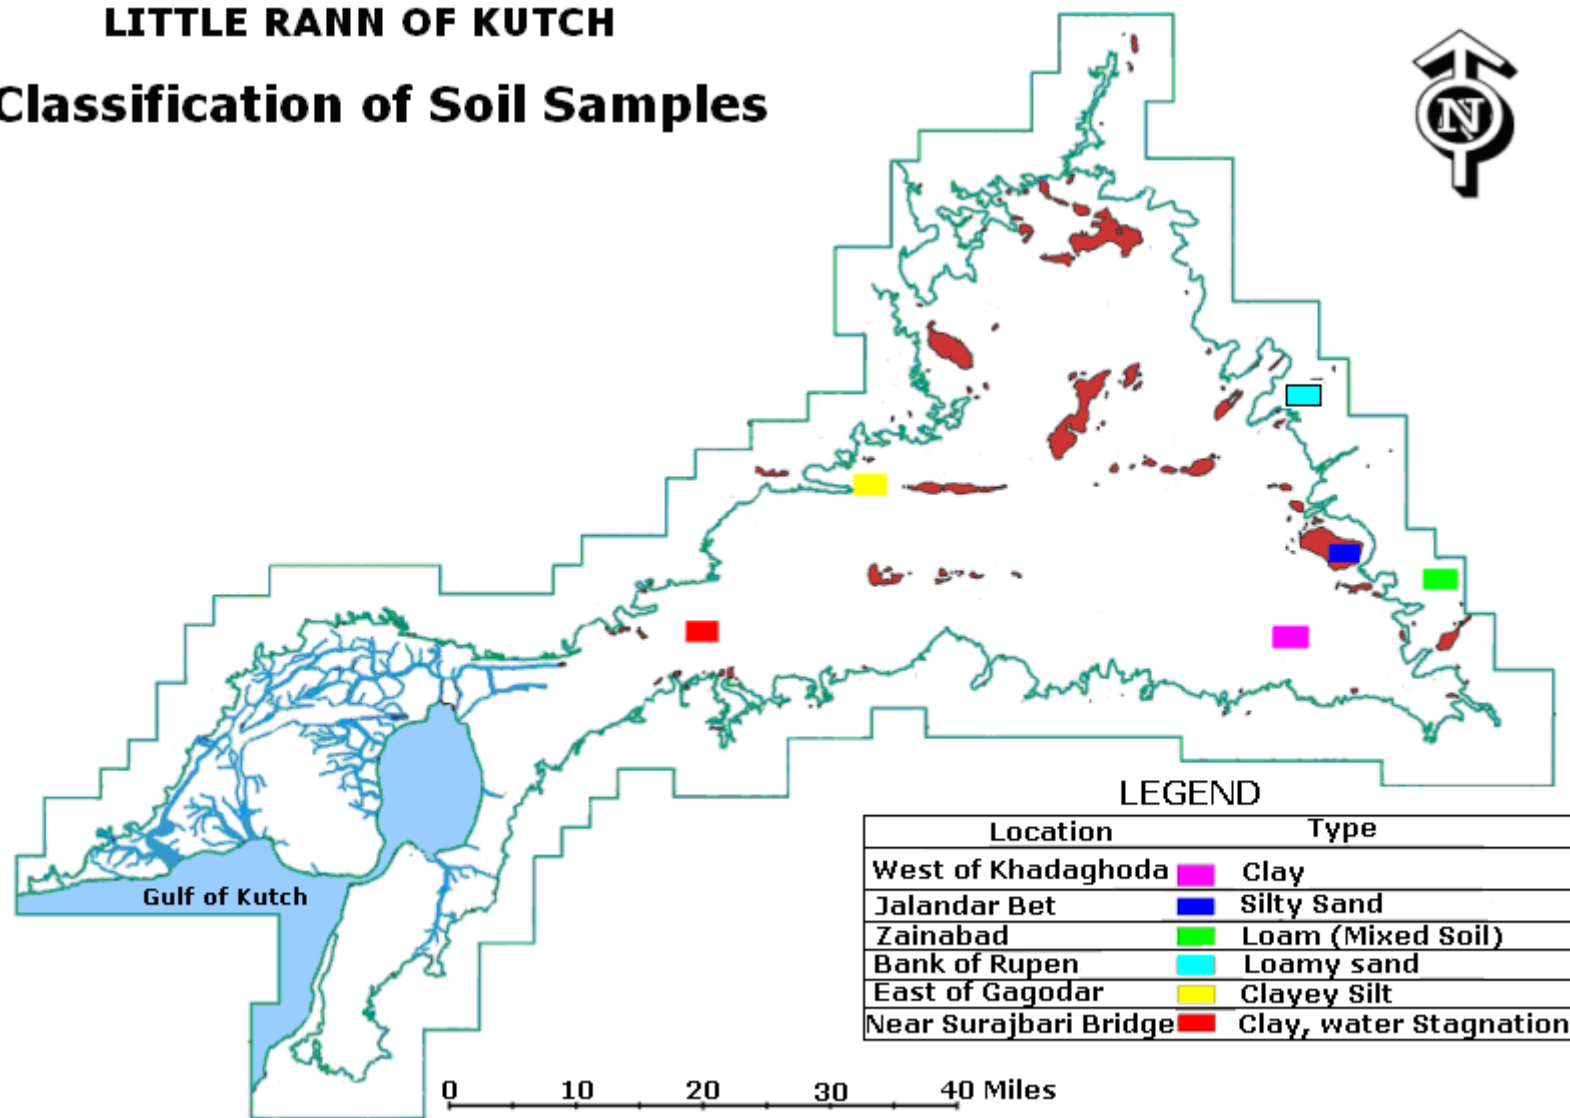 LITTLE RANN OF KUTCH
Classification of Soil Samples
N
Gulf of Kutch
LEGEND
Location Type
West of Khadaghoda Clay
Jalandar Bet Silty Sand
Zainabad Loam (Mixed Soil)
Bank of Rupen Loamy sand
East of Gagodar Clayey Silt
Near Surajbari Bridge Clay, water Stagnation
0 10 20 30 40 Miles